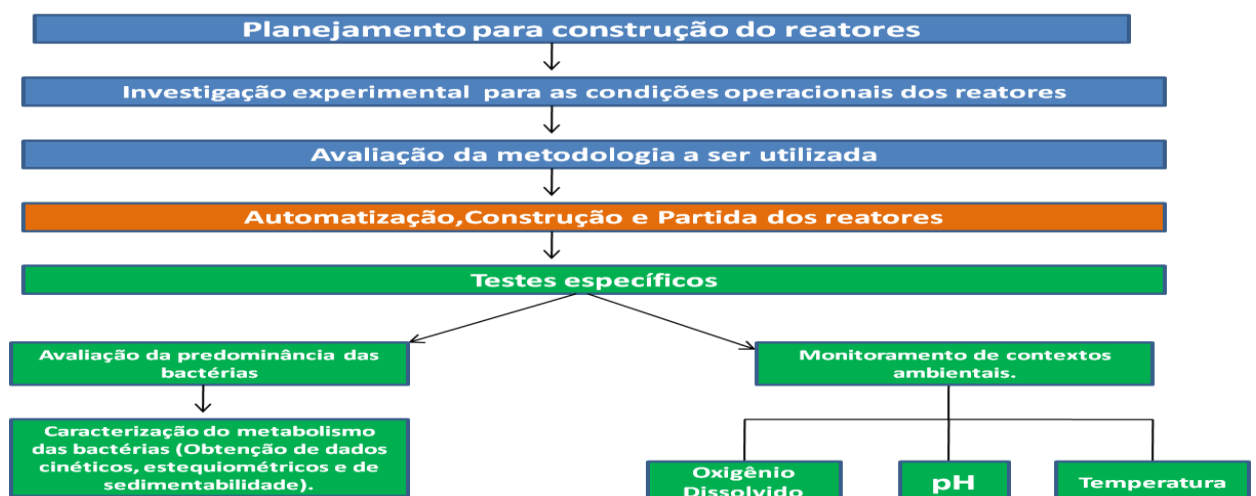 Planejamento para construção do reatores
Investigação experimental para as condições operacionais dos reatores
Avaliação da metodologia a ser utilizada
Automatização,Construção e Partida dos reatores
Testes específicos
Avaliação da predominância das
bactérias
Monitoramento de contextos
ambientais.
Caracterização do metabolismo
das bactérias (Obtenção de dados
cinéticos, estequiométricos e de
sedimentabilidade).
Oxigênio
Dissolvido
pH
Temperatura